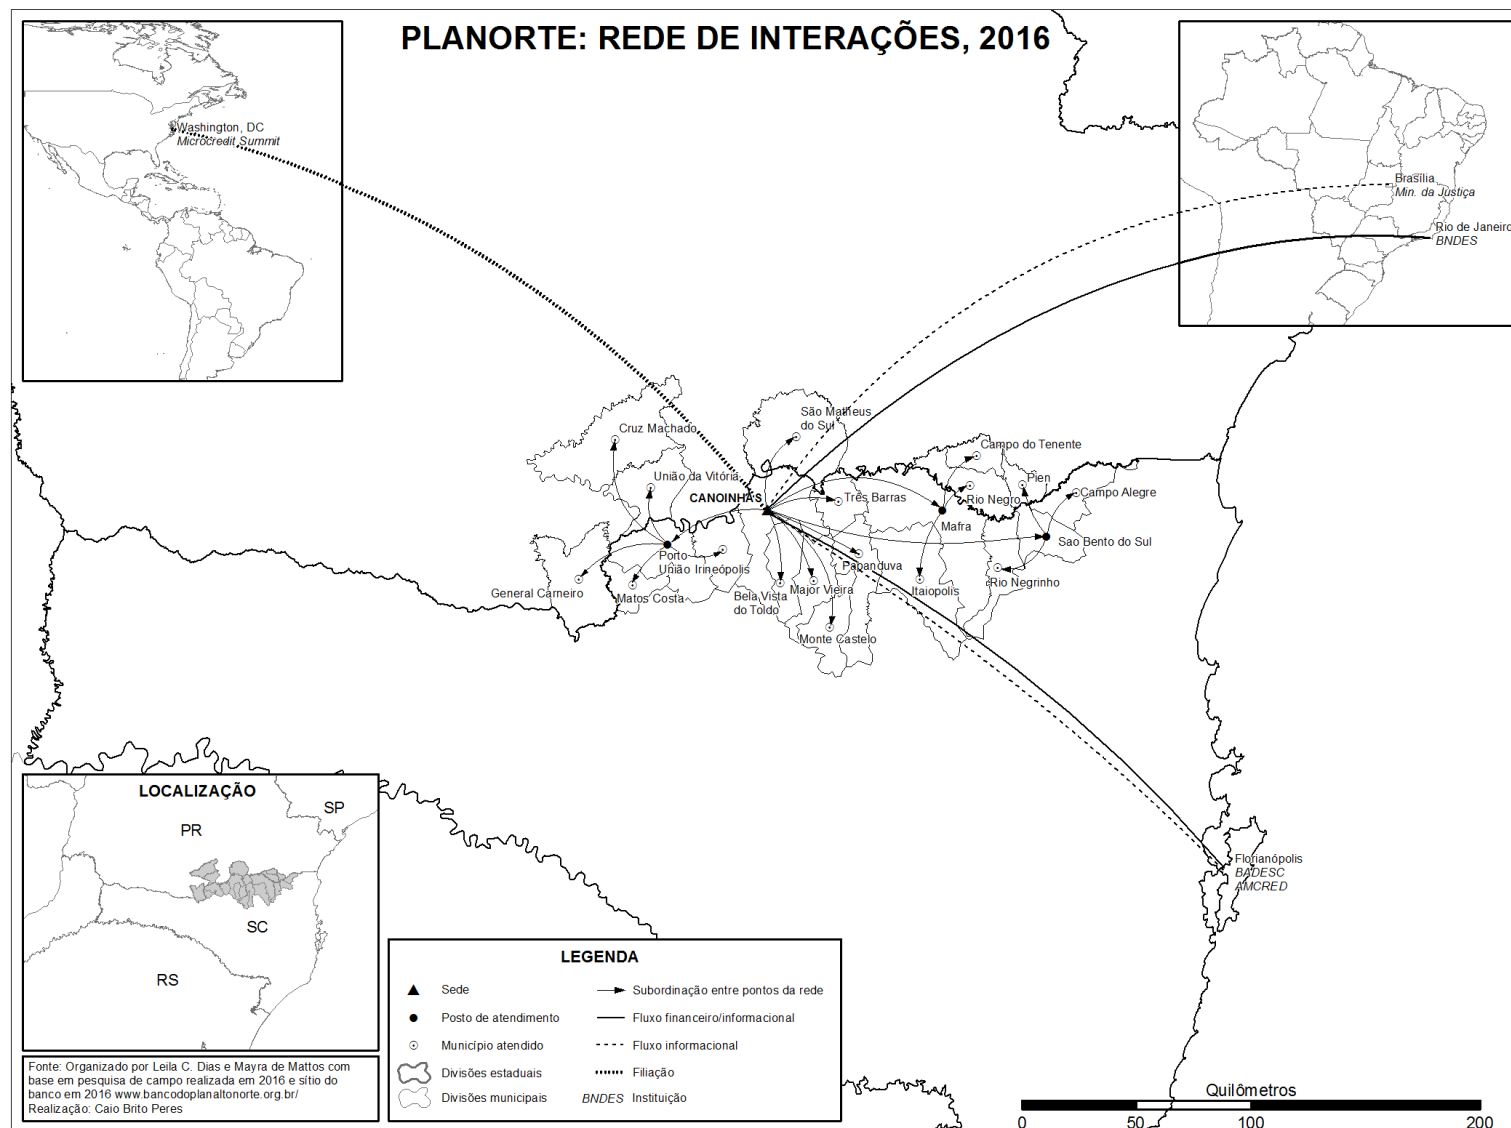 PLANORTE: REDE DE INTERAÇÕES, 2016
Washington, DC
Microcredit Summit
Brasília
Min. da Justiça
Rio de Janeiro
BNDES
São Matheus
do Sul
Cruz Machado
Campo do Tenente
União da Vitória
Pien
CANOINHAS
Três Barras
Rio Negro
Campo Alegre
Mafra
Sao Bento do Sul
Porto
União
Irineópolis
Papanduva
General Carneiro
Matos Costa
Bela Vista
do Toldo
Major Vieira
Itaiopolis
Rio Negrinho
Monte Castelo
Florianópolis
BADESC
AMCRED
LOCALIZAÇÃO
SP
PR
SC
RS
Fonte: Organizado por Leila C. Dias e Mayra de Mattos com
base em pesquisa de campo realizada em 2016 e sítio do
banco em 2016 www.bancodoplanaltonorte.org.br/
Realização: Caio Brito Peres
LEGENDA
Sede
Posto de atendimento
Município atendido
Divisões estaduais
Divisões municipais
Subordinação entre pontos da rede
Fluxo financeiro/informacional
Fluxo informacional
Filiação
BNDES Instituição
Quilômetros
0 50 100 200